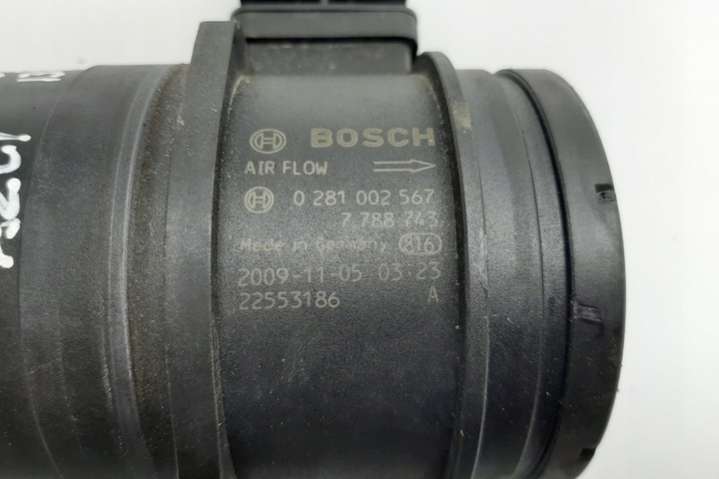 BOSCH
AIR FLOW
0 281 002 567
7 788 743
Made in Germany 816
2009-11-05 03:23
22553186 A